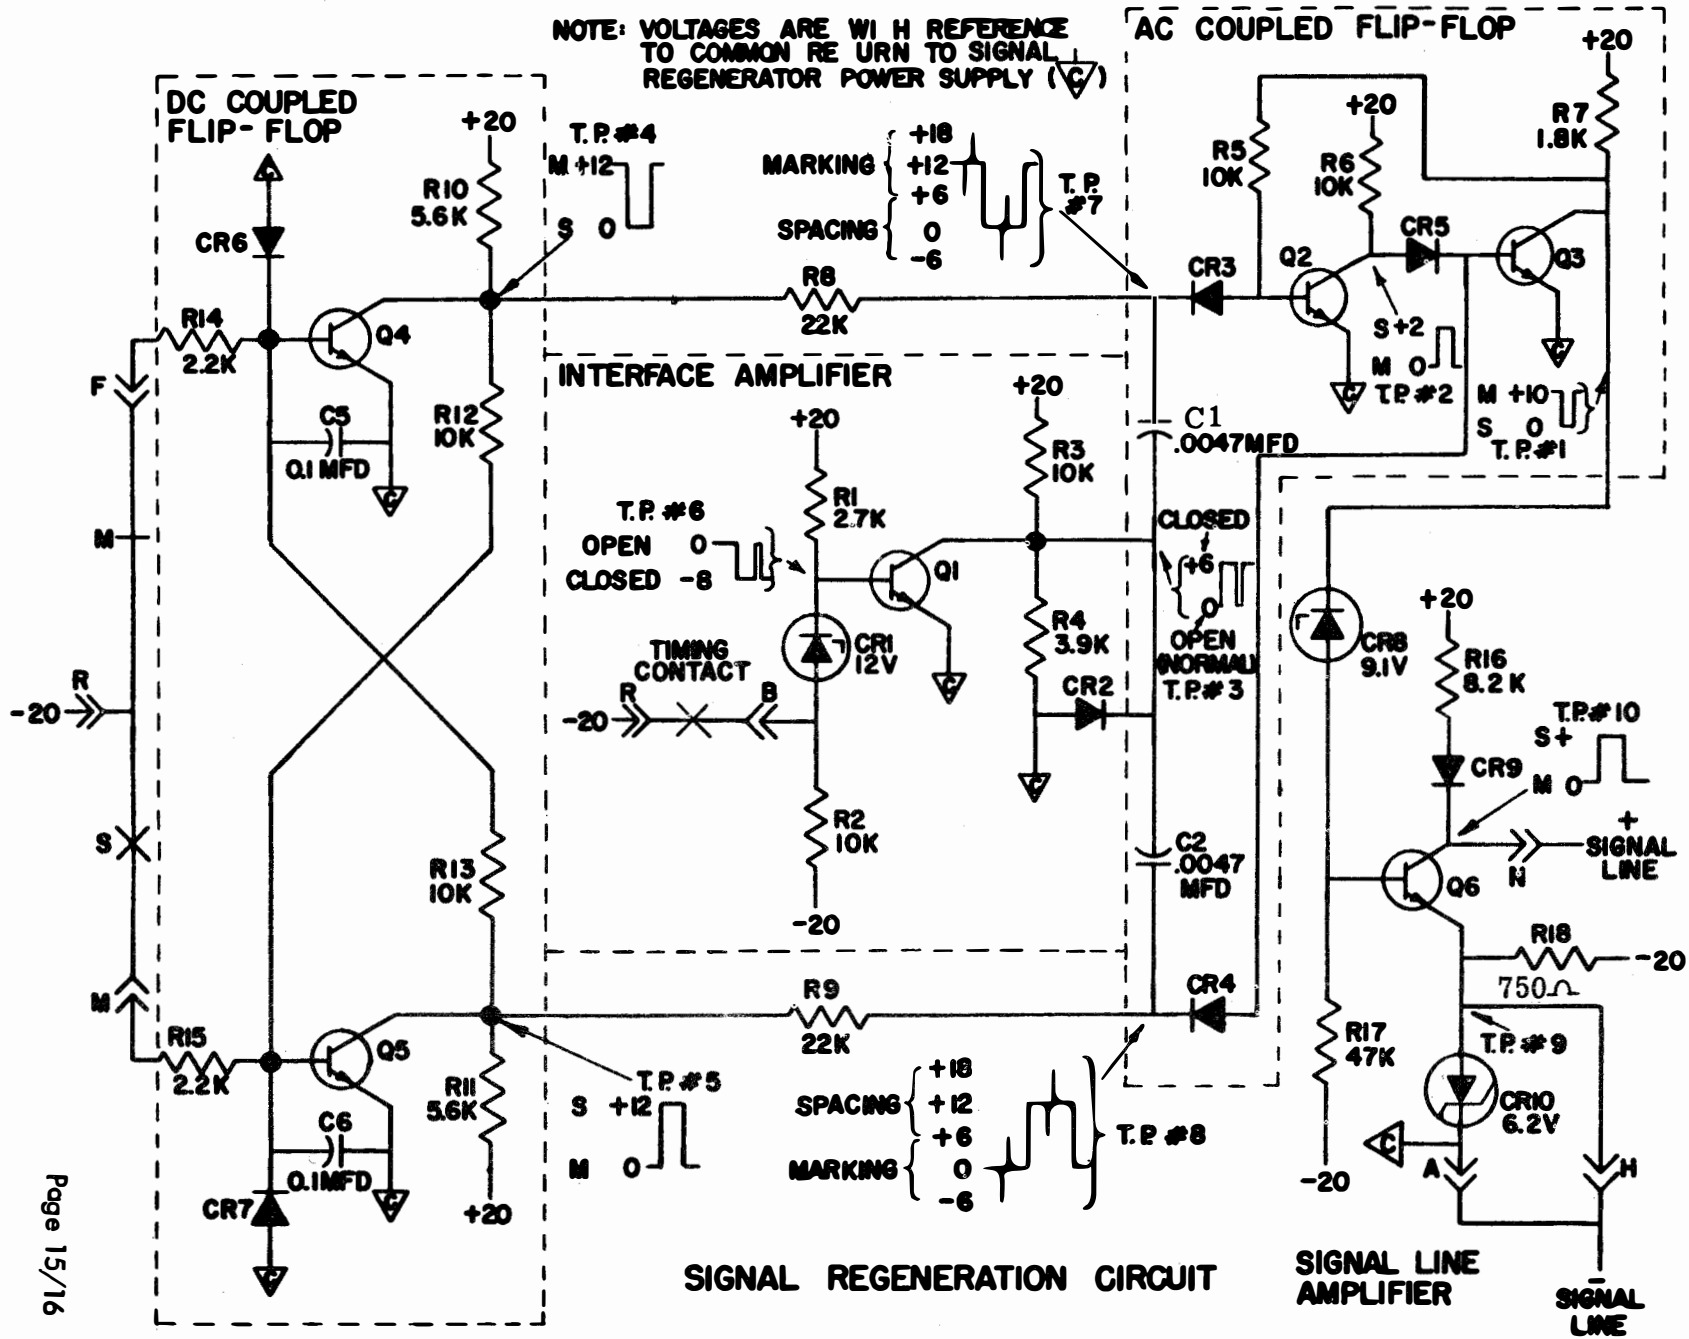 NOTE: VOLTAGES ARE WI H REFERENCE
TO COMMON RE URN TO SIGNAL
REGENERATOR POWER SUPPLY ( C )
AC COUPLED FLIP-FLOP
+20
R7
1.8K
+20
R5
10K
R6
10K
CR5
CR3
Q2
Q3
S +2
M 0
T.P. #2
M +10
S 0
T.P. #1
C
C
DC COUPLED
FLIP-FLOP
C
CR6
+20
R10
5.6K
T.P. #4
M +12
S 0
MARKING
+18
+12
+6
SPACING
0
-6
T.P.
#7
R8
22K
R14
2.2K
Q4
F
C5
0.1 MFD
C
R12
10K
M
R
-20
S
M
R13
10K
R15
2.2K
Q5
C6
0.1MFD
C
CR7
C
R11
5.6K
+20
INTERFACE AMPLIFIER
+20
+20
R1
2.7K
R3
10K
C1
.0047MFD
T.P. #6
OPEN 0
CLOSED -8
Q1
CLOSED
+6
0
OPEN
(NORMAL)
T.P. #3
R4
3.9K
TIMING
CONTACT
CR1
12V
C
CR2
-20
R
B
C
R2
10K
-20
C2
.0047
MFD
R9
22K
CR4
T.P. #5
S +12
M 0
SPACING
+18
+12
+6
MARKING
0
-6
T.P. #8
CR8
9.1V
+20
R16
8.2K
T.P. #10
S +
M 0
CR9
+
SIGNAL
LINE
N
Q6
R18
-20
750Ω
T.P. #9
R17
47K
-20
CR10
6.2V
C
A
H
SIGNAL REGENERATION CIRCUIT
SIGNAL LINE
AMPLIFIER
-
SIGNAL
LINE
Page 15/16